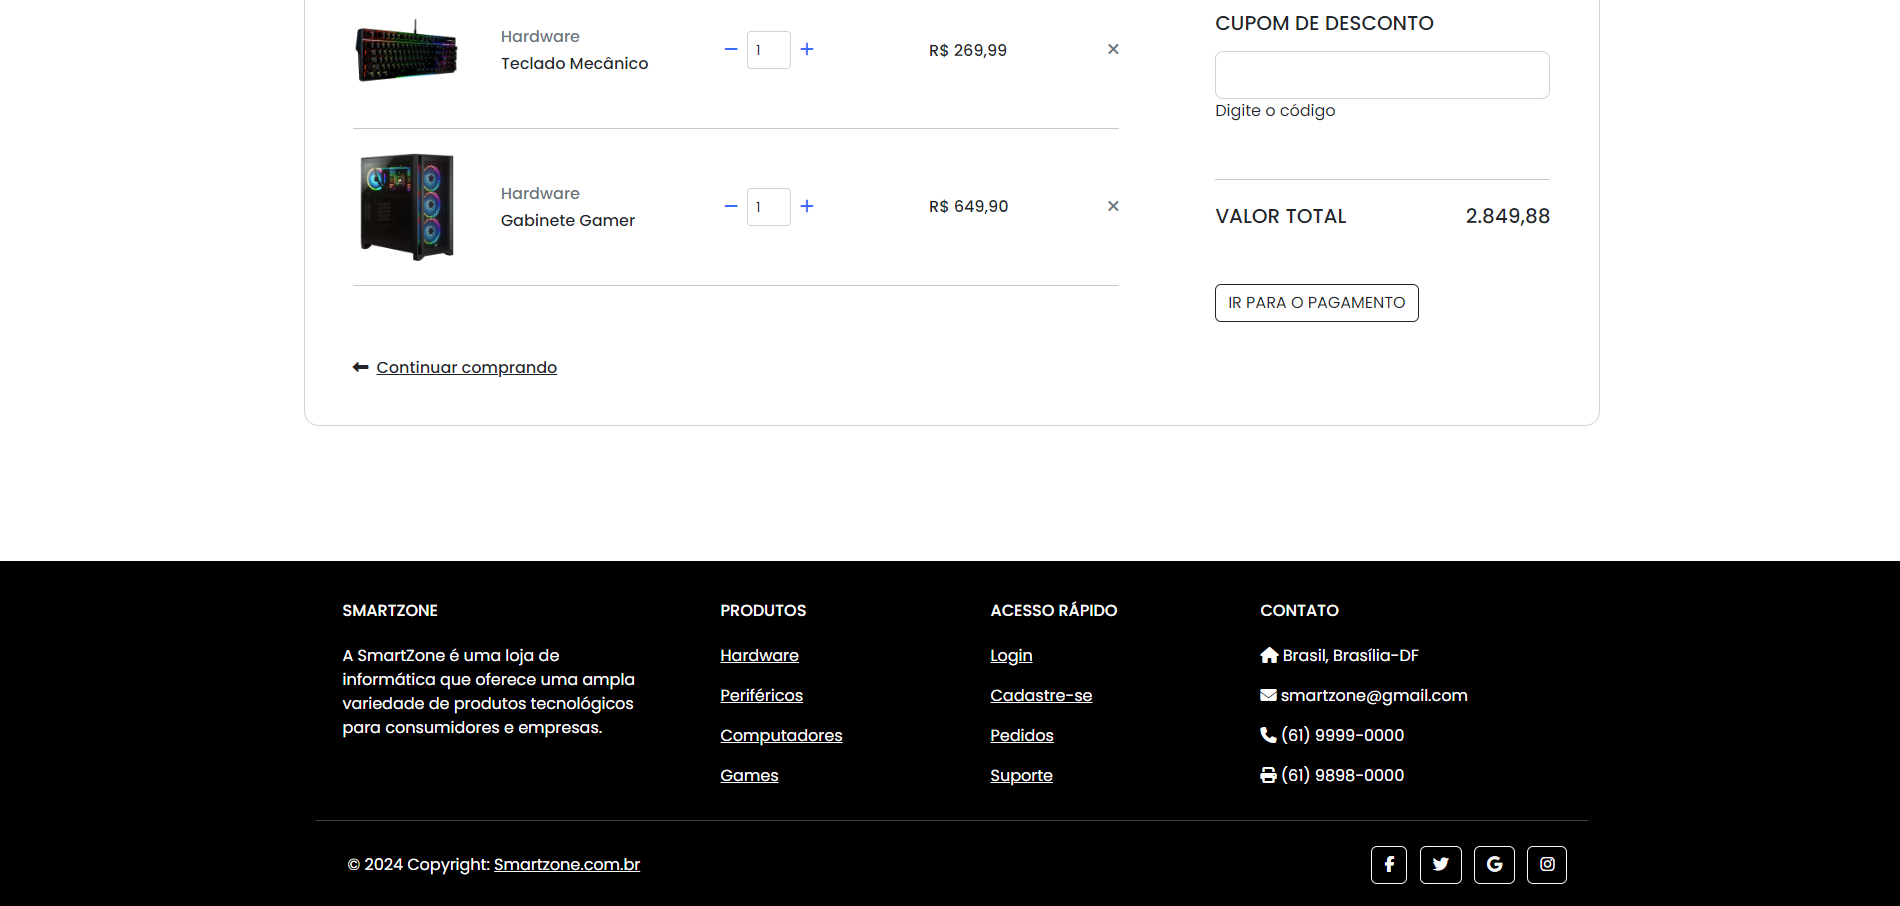 Hardware
Teclado Mecânico
1
R$ 269,99
Hardware
Gabinete Gamer
1
R$ 649,90
Continuar comprando
CUPOM DE DESCONTO
Digite o código
VALOR TOTAL 2.849,88
IR PARA O PAGAMENTO
SMARTZONE
A SmartZone é uma loja de
informática que oferece uma ampla
variedade de produtos tecnológicos
para consumidores e empresas.
PRODUTOS
Hardware
Periféricos
Computadores
Games
ACESSO RÁPIDO
Login
Cadastre-se
Pedidos
Suporte
CONTATO
Brasil, Brasília-DF
smartzone@gmail.com
(61) 9999-0000
(61) 9898-0000
© 2024 Copyright: Smartzone.com.br